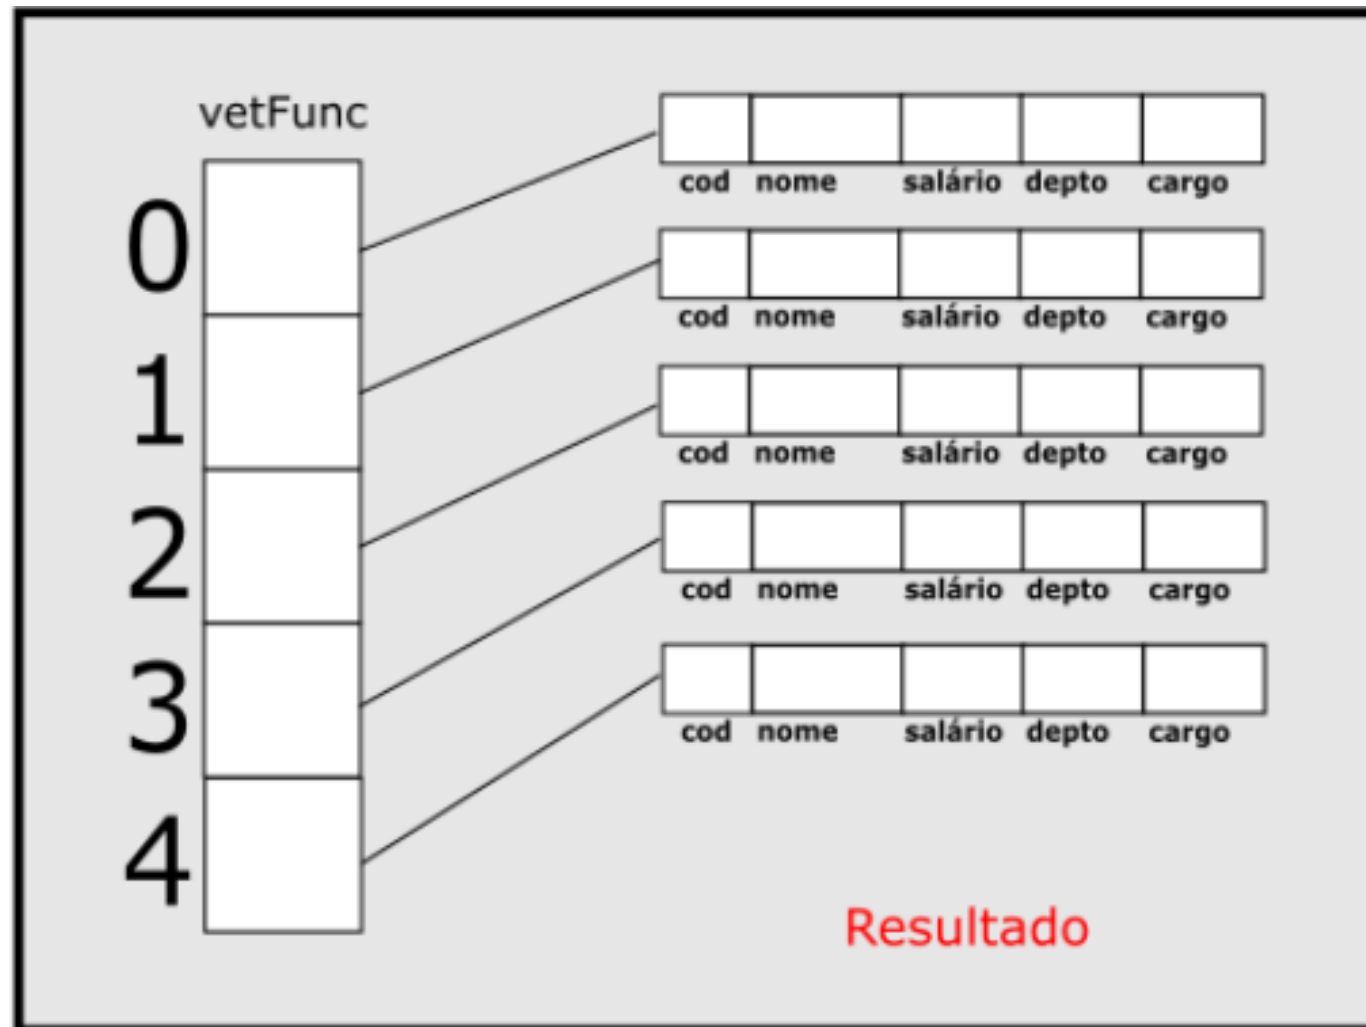 vetFunc
cod nome salário depto cargo
0
cod nome salário depto cargo
1
cod nome salário depto cargo
2
cod nome salário depto cargo
3
cod nome salário depto cargo
4
Resultado